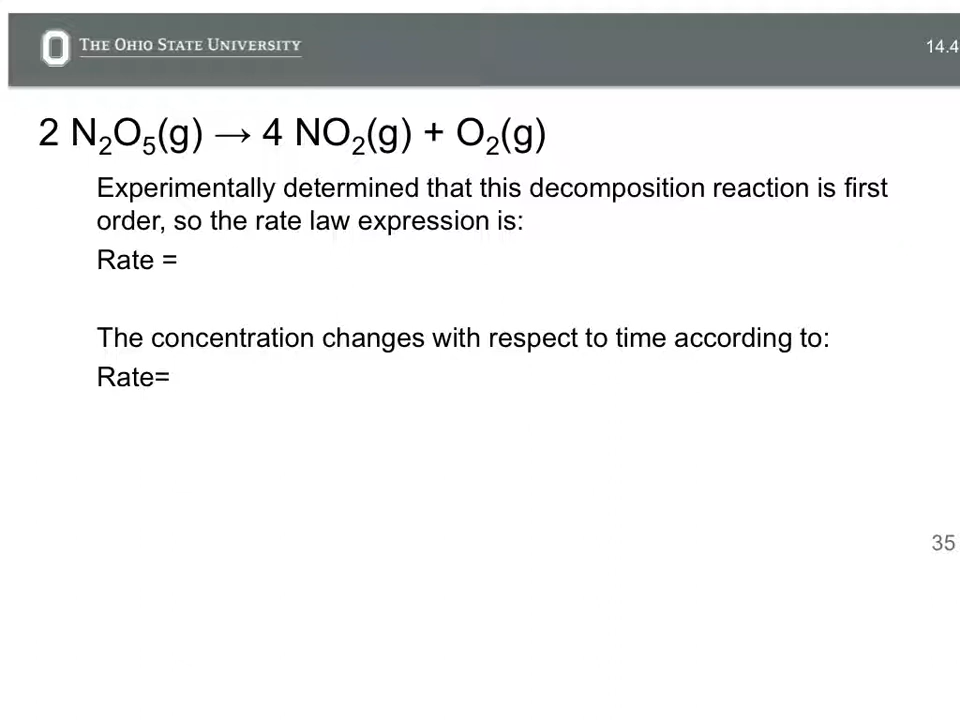 THE OHIO STATE UNIVERSITY
14.4
2 N₂O₅(g) → 4 NO₂(g) + O₂(g)
Experimentally determined that this decomposition reaction is first
order, so the rate law expression is:
Rate =
The concentration changes with respect to time according to:
Rate=
35